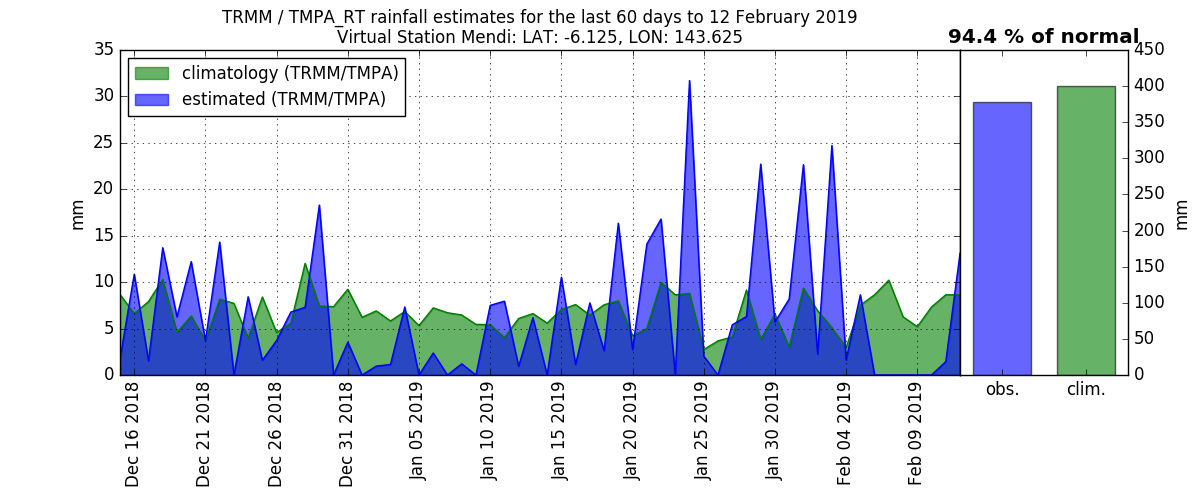 TRMM / TMPA_RT rainfall estimates for the last 60 days to 12 February 2019
Virtual Station Mendi: LAT: -6.125, LON: 143.625
94.4 % of normal
climatology (TRMM/TMPA)
estimated (TRMM/TMPA)
35
30
25
20
15
10
5
0
mm
Dec 16 2018
Dec 21 2018
Dec 26 2018
Dec 31 2018
Jan 05 2019
Jan 10 2019
Jan 15 2019
Jan 20 2019
Jan 25 2019
Jan 30 2019
Feb 04 2019
Feb 09 2019
obs.
clim.
450
400
350
300
250
200
150
100
50
0
mm